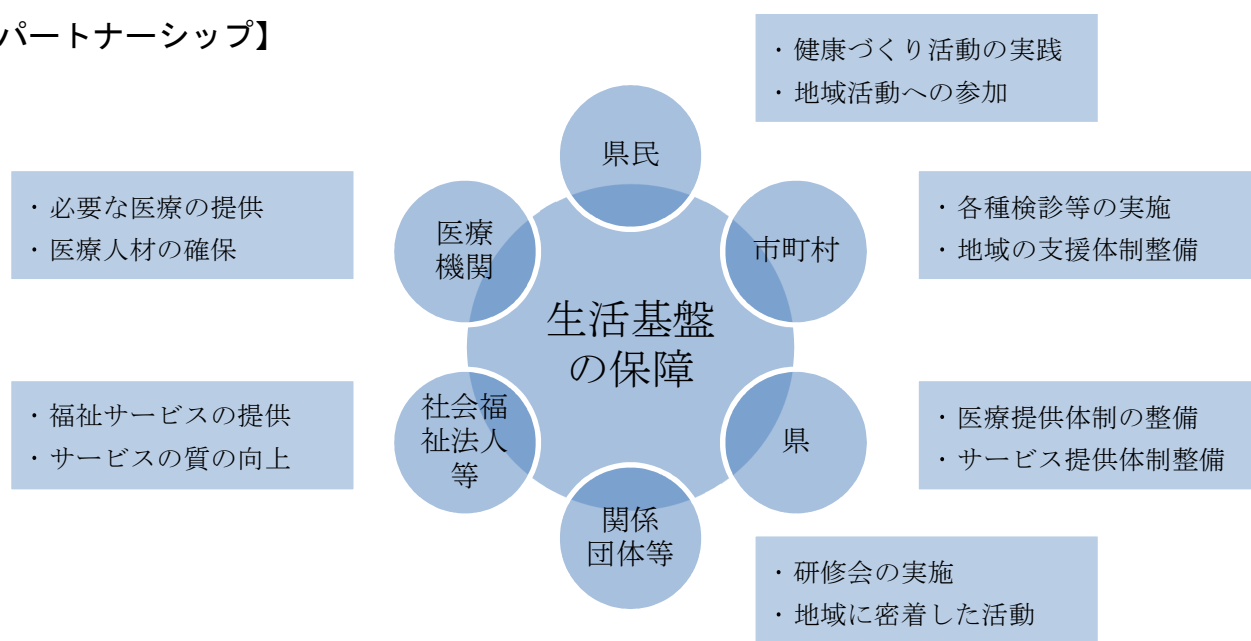 パートナーシップ】
・健康づくり活動の実践
・地域活動への参加
県民
・必要な医療の提供
・医療人材の確保
医療
機関
市町村
・各種検診等の実施
・地域の支援体制整備
生活基盤
の保障
・福祉サービスの提供
・サービスの質の向上
社会福
祉法人
等
県
・医療提供体制の整備
・サービス提供体制整備
関係
団体等
・研修会の実施
・地域に密着した活動